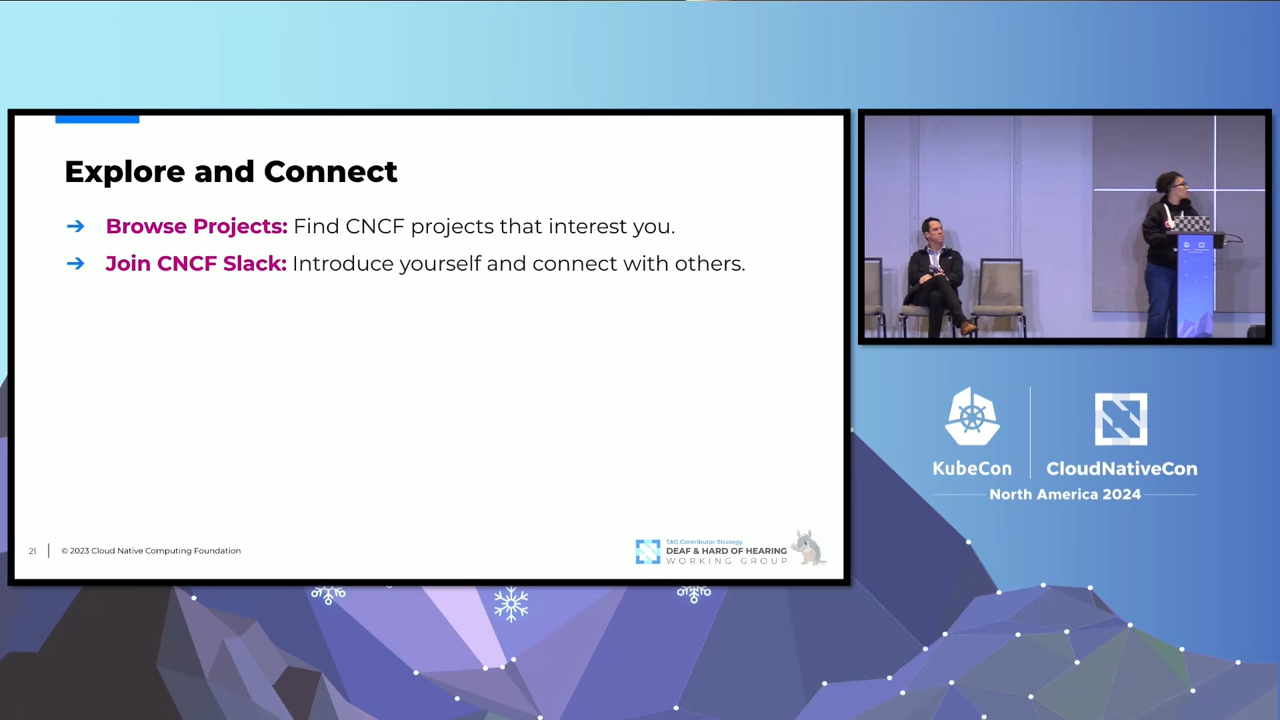 Explore and Connect
➔ Browse Projects: Find CNCF projects that interest you.
➔ Join CNCF Slack: Introduce yourself and connect with others.
21 | © 2023 Cloud Native Computing Foundation
TAG Contributor Strategy
DEAF & HARD OF HEARING
WORKING GROUP
KubeCon
CloudNativeCon
North America 2024